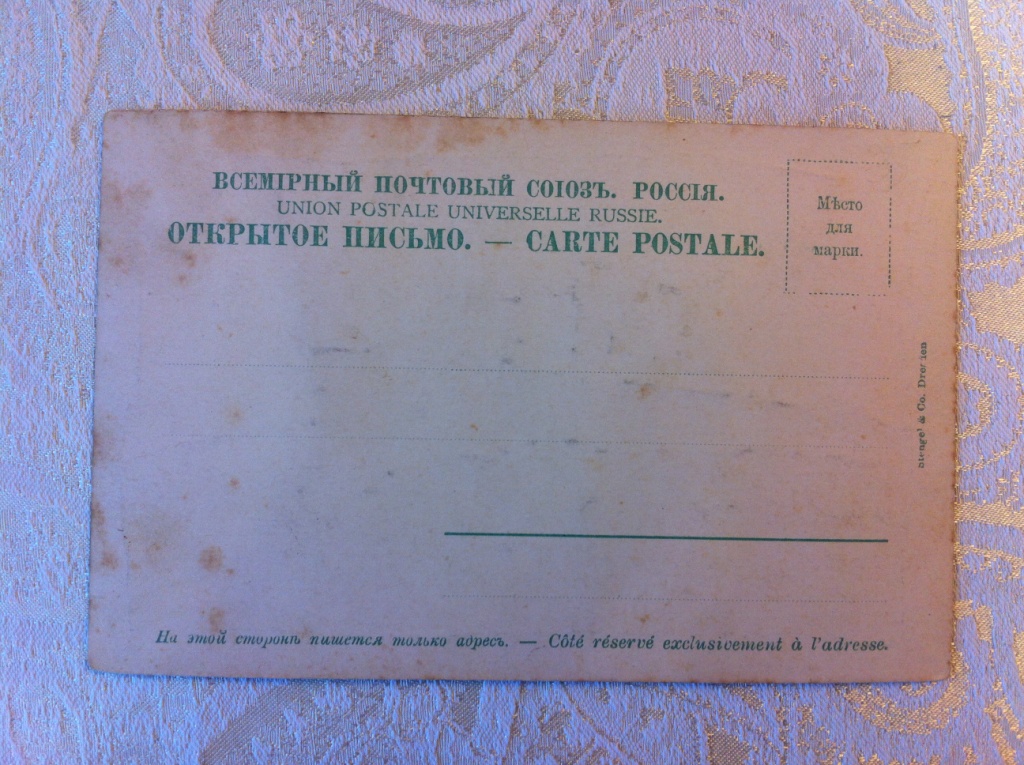 ВСЕМІРНЫЙ ПОЧТОВЫЙ СОЮЗЪ. РОССІЯ.
UNION POSTALE UNIVERSELLE RUSSIE.
ОТКРЫТОЕ ПИСЬМО. — CARTE POSTALE.
Мѣсто
для
марки.
Stengel & Co. Dresden
На этой сторонѣ пишется только адресъ. — Côté réservé exclusivement à l'adresse.